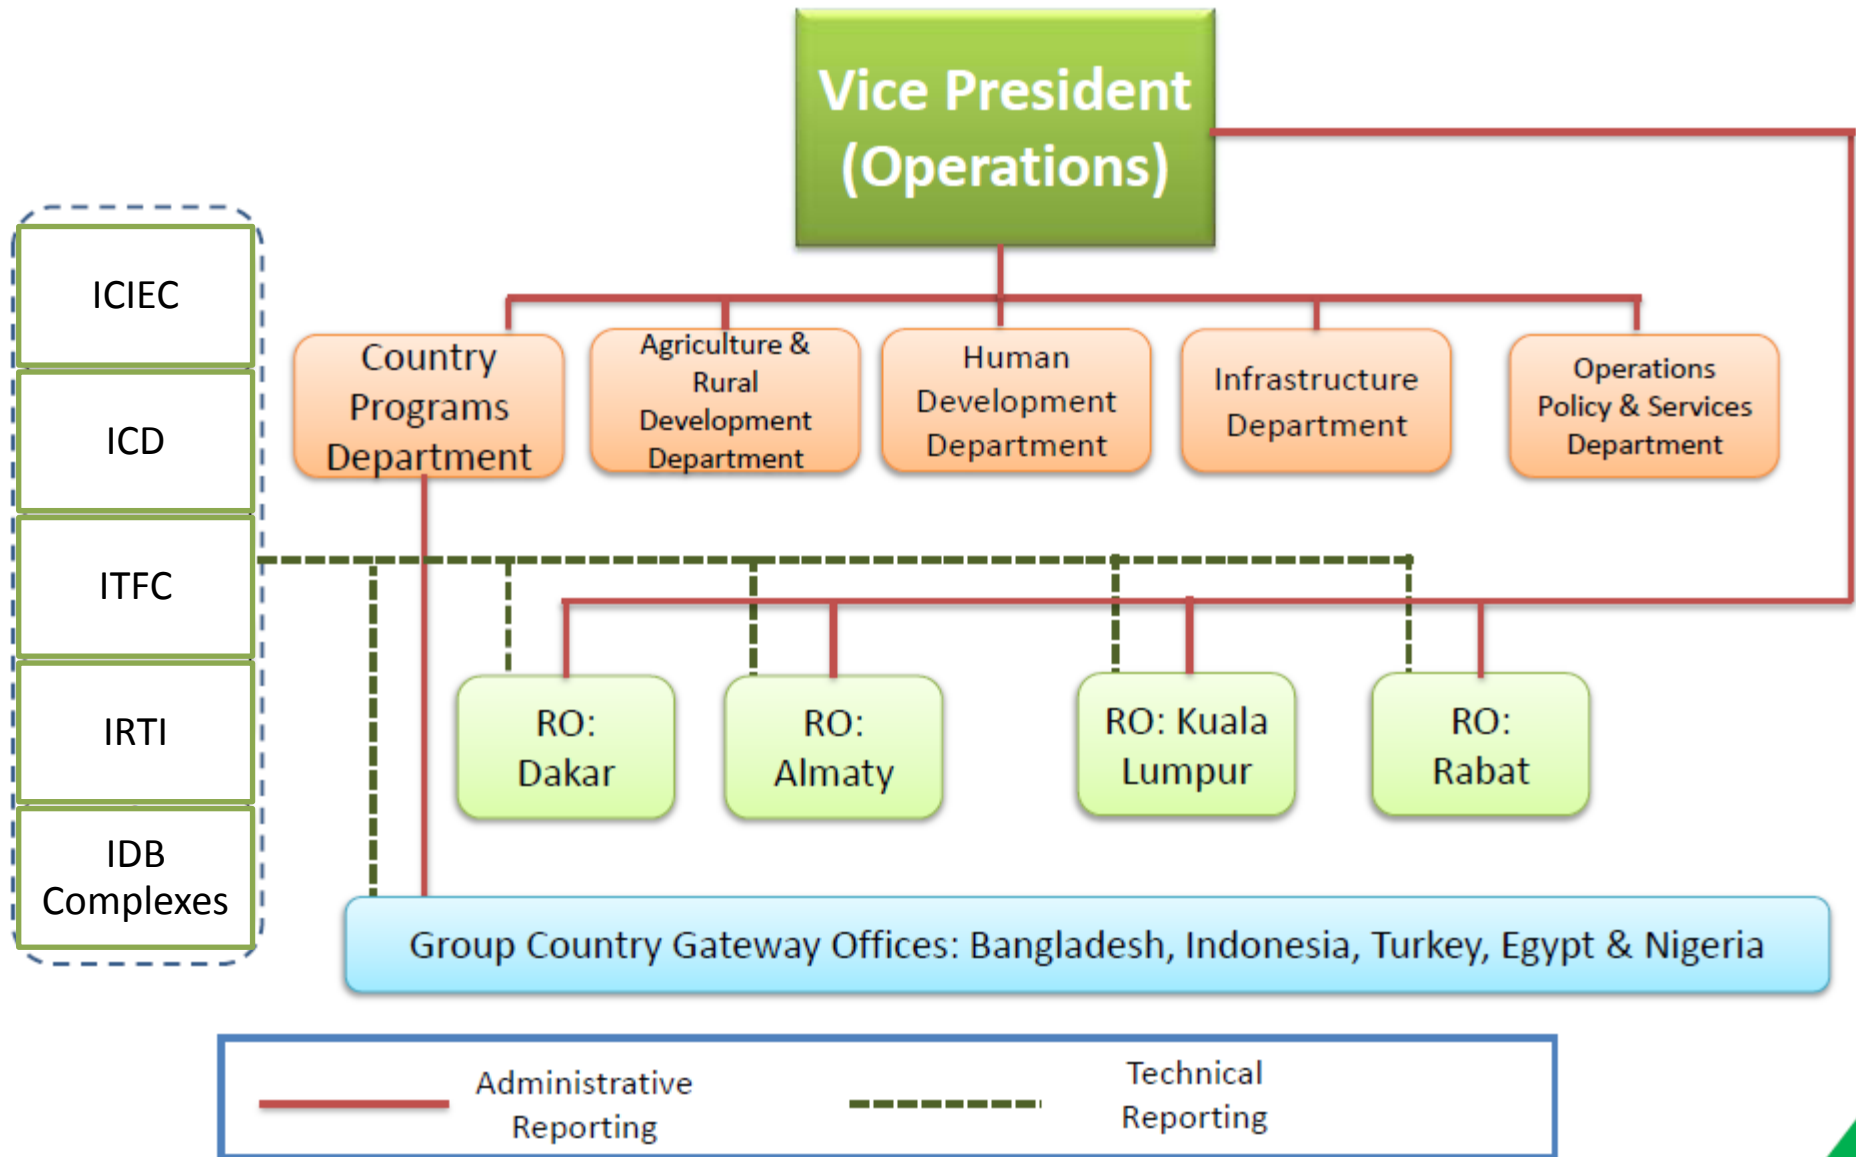 Vice President
(Operations)
ICIEC
ICD
ITFC
IRTI
IDB
Complexes
Country
Programs
Department
Agriculture &
Rural
Development
Department
Human
Development
Department
Infrastructure
Department
Operations
Policy & Services
Department
RO:
Dakar
RO:
Almaty
RO: Kuala
Lumpur
RO:
Rabat
Group Country Gateway Offices: Bangladesh, Indonesia, Turkey, Egypt & Nigeria
Administrative
Reporting
Technical
Reporting